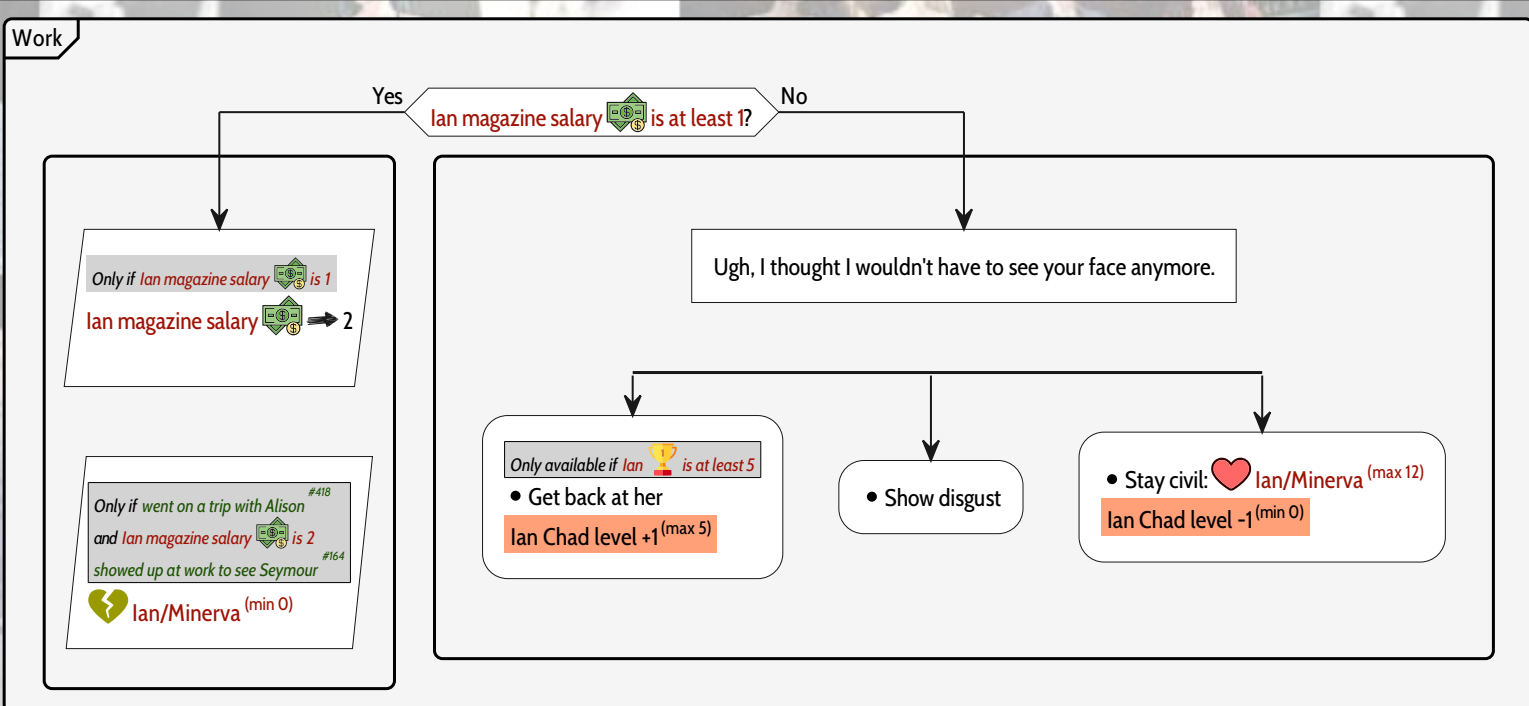 Work
Yes
Ian magazine salary is at least 1?
No
Only if Ian magazine salary is 1
Ian magazine salary 2
#418
Only if went on a trip with Alison
and Ian magazine salary is 2
#164
showed up at work to see Seymour
Ian/Minerva (min 0)
Ugh, I thought I wouldn't have to see your face anymore.
Only available if Ian 1 is at least 5
• Get back at her
Ian Chad level +1 (max 5)
• Show disgust
• Stay civil: Ian/Minerva (max 12)
Ian Chad level -1 (min 0)